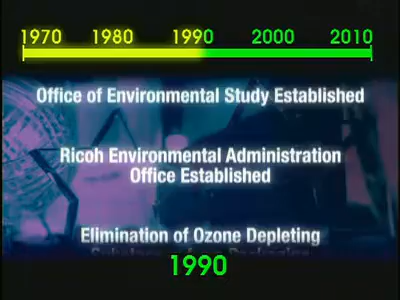 1970 1980 1990 2000 2010
Office of Environmental Study Established
Ricoh Environmental Administration
Office Established
Elimination of Ozone Depleting
1990